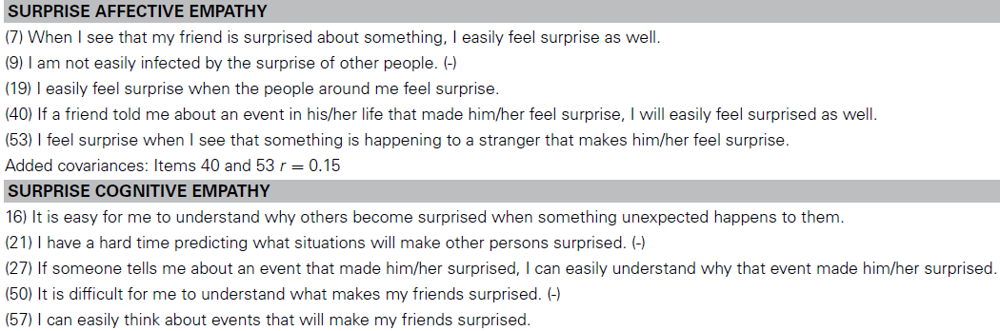 SURPRISE AFFECTIVE EMPATHY
(7) When I see that my friend is surprised about something, I easily feel surprise as well.
(9) I am not easily infected by the surprise of other people. (-)
(19) I easily feel surprise when the people around me feel surprise.
(40) If a friend told me about an event in his/her life that made him/her feel surprise, I will easily feel surprised as well.
(53) I feel surprise when I see that something is happening to a stranger that makes him/her feel surprise.
Added covariances: Items 40 and 53 r = 0.15
SURPRISE COGNITIVE EMPATHY
16) It is easy for me to understand why others become surprised when something unexpected happens to them.
(21) I have a hard time predicting what situations will make other persons surprised. (-)
(27) If someone tells me about an event that made him/her surprised, I can easily understand why that event made him/her surprised.
(50) It is difficult for me to understand what makes my friends surprised. (-)
(57) I can easily think about events that will make my friends surprised.